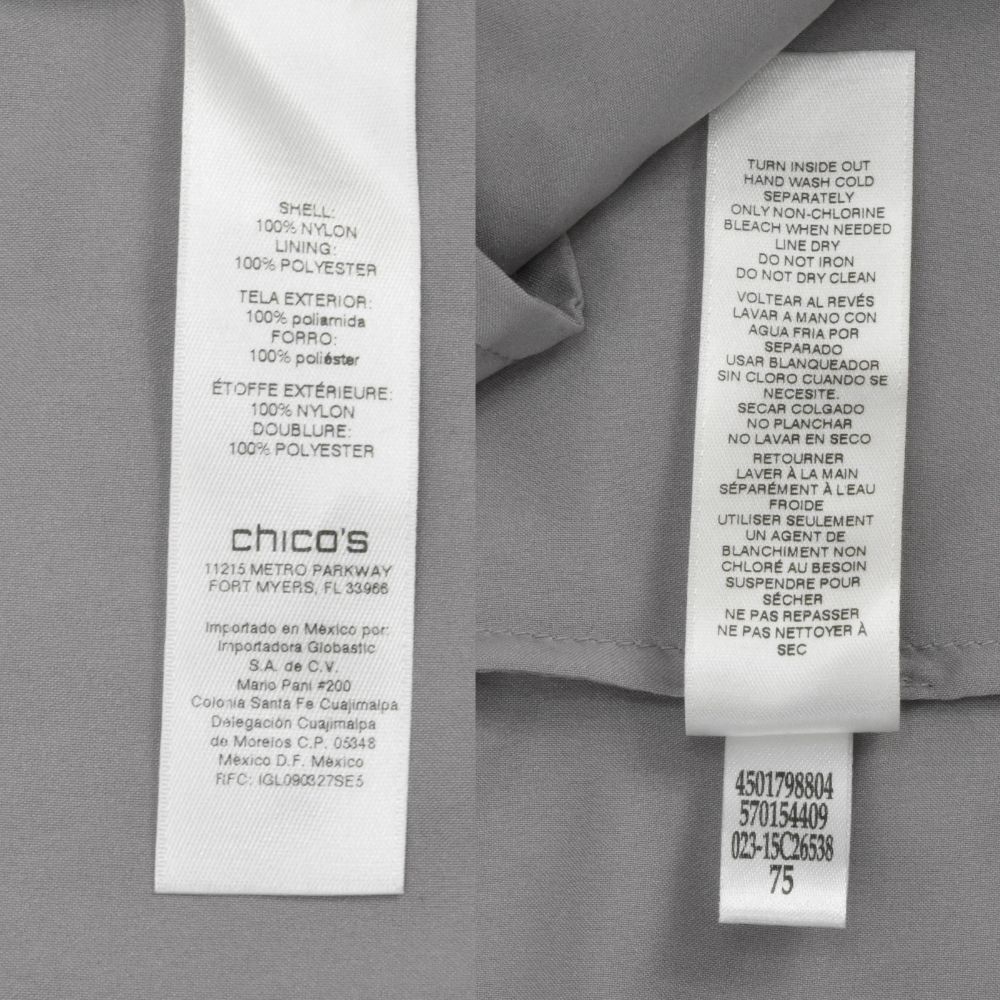 SHELL:
100% NYLON
LINING:
100% POLYESTER
TELA EXTERIOR:
100% poliamida
FORRO:
100% poliéster
ÉTOFFE EXTÉRIEURE:
100% NYLON
DOUBLURE:
100% POLYESTER
chico's
11215 METRO PARKWAY
FORT MYERS, FL 33966
Importado en México por:
Importadora Globastic
S.A. de C.V.
Mario Pani #200
Colonia Santa Fe Cuajimalpa
Delegación Cuajimalpa
de Morelos C.P. 05348
México D.F. México
RFC: IGL090327SE5
TURN INSIDE OUT
HAND WASH COLD
SEPARATELY
ONLY NON-CHLORINE
BLEACH WHEN NEEDED
LINE DRY
DO NOT IRON
DO NOT DRY CLEAN
VOLTEAR AL REVÉS
LAVAR A MANO CON
AGUA FRIA POR
SEPARADO
USAR BLANQUEADOR
SIN CLORO CUANDO SE
NECESITE.
SECAR COLGADO
NO PLANCHAR
NO LAVAR EN SECO
RETOURNER
LAVER À LA MAIN
SÉPARÉMENT À L'EAU
FROIDE
UTILISER SEULEMENT
UN AGENT DE
BLANCHIMENT NON
CHLORÉ AU BESOIN
SUSPENDRE POUR
SÉCHER
NE PAS REPASSER
NE PAS NETTOYER À
SEC
4501798804
570154409
023-15C26538
75